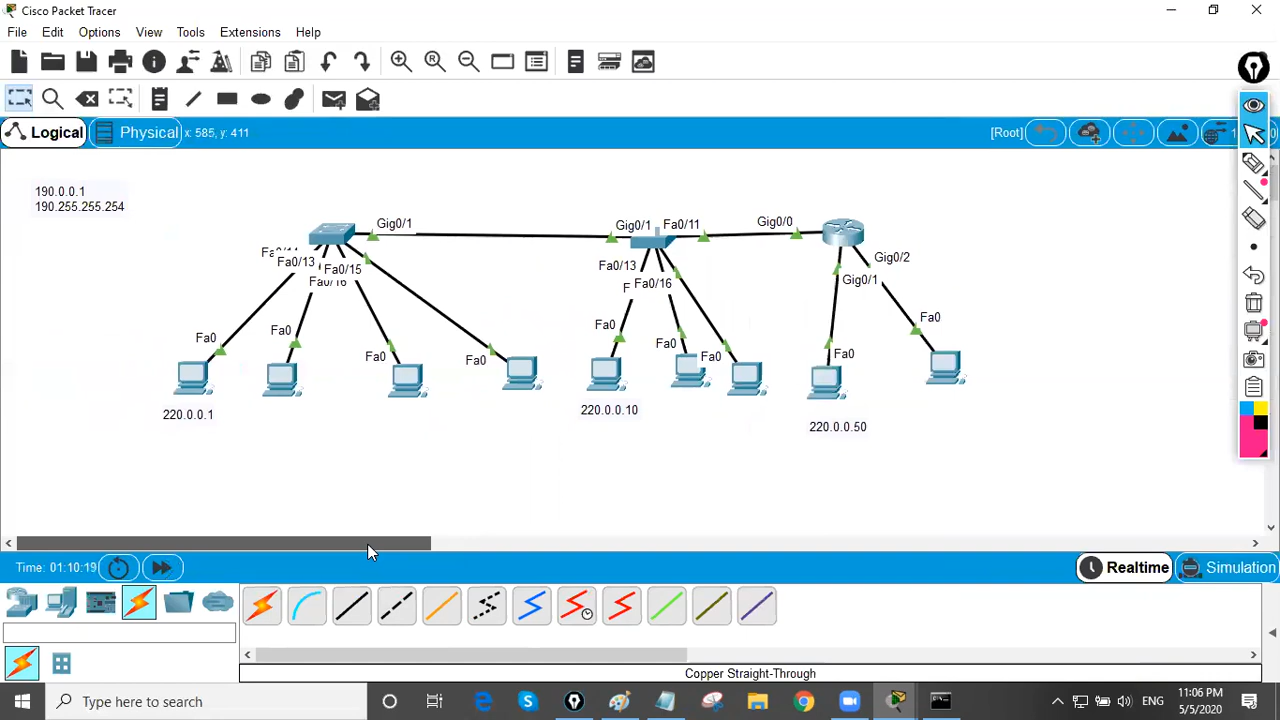 Cisco Packet Tracer
File Edit Options View Tools Extensions Help
Logical Physical x: 585, y: 411 [Root]
190.0.0.1
190.255.255.254
Gig0/1 Gig0/1 Fa0/11 Gig0/0
Fa0/13 Fa0/15 Fa0/13 Gig0/2
Fa0/16 Fa0/16 Gig0/1
Fa0 Fa0 Fa0 Fa0 Fa0 Fa0 Fa0 Fa0 Fa0
220.0.0.1 220.0.0.10 220.0.0.50
Time: 01:10:19 Realtime Simulation
Copper Straight-Through
Type here to search ENG 11:06 PM
5/5/2020